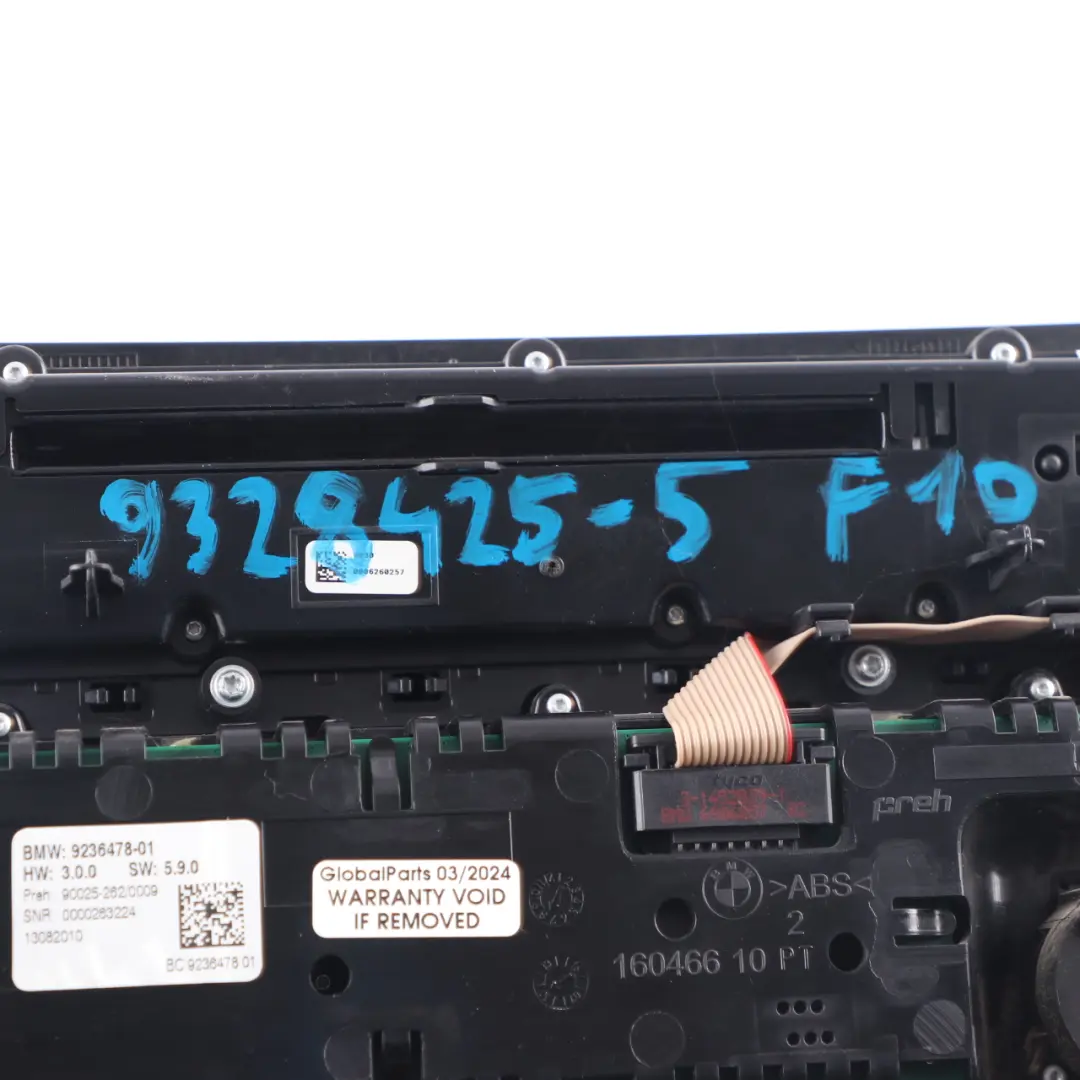 9328425-5 F10
0006260257
tyco
preh
BMW: 9236478-01
HW: 3.0.0 SW: 5.9.0
Preh: 90025-262/0009
SNR: 0000263224
13082010
BC 9236478 01
GlobalParts 03/2024
WARRANTY VOID
IF REMOVED
BMW
>ABS<
2
160466 10 PT